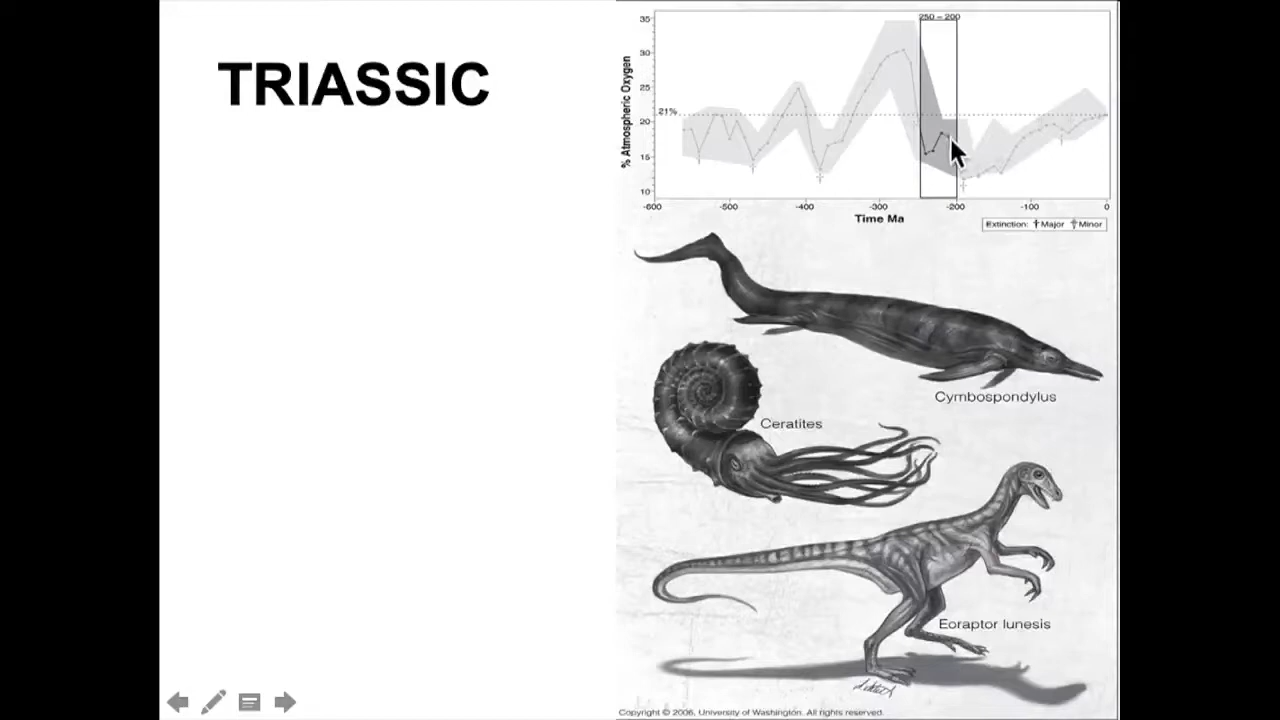 TRIASSIC
250 – 200
35
30
25
21%
20
15
10
% Atmospheric Oxygen
-600 -500 -400 -300 -200 -100 0
Time Ma
Extinction: Major Minor
Cymbospondylus
Ceratites
Eoraptor lunesis
Copyright © 2006, University of Washington. All rights reserved.